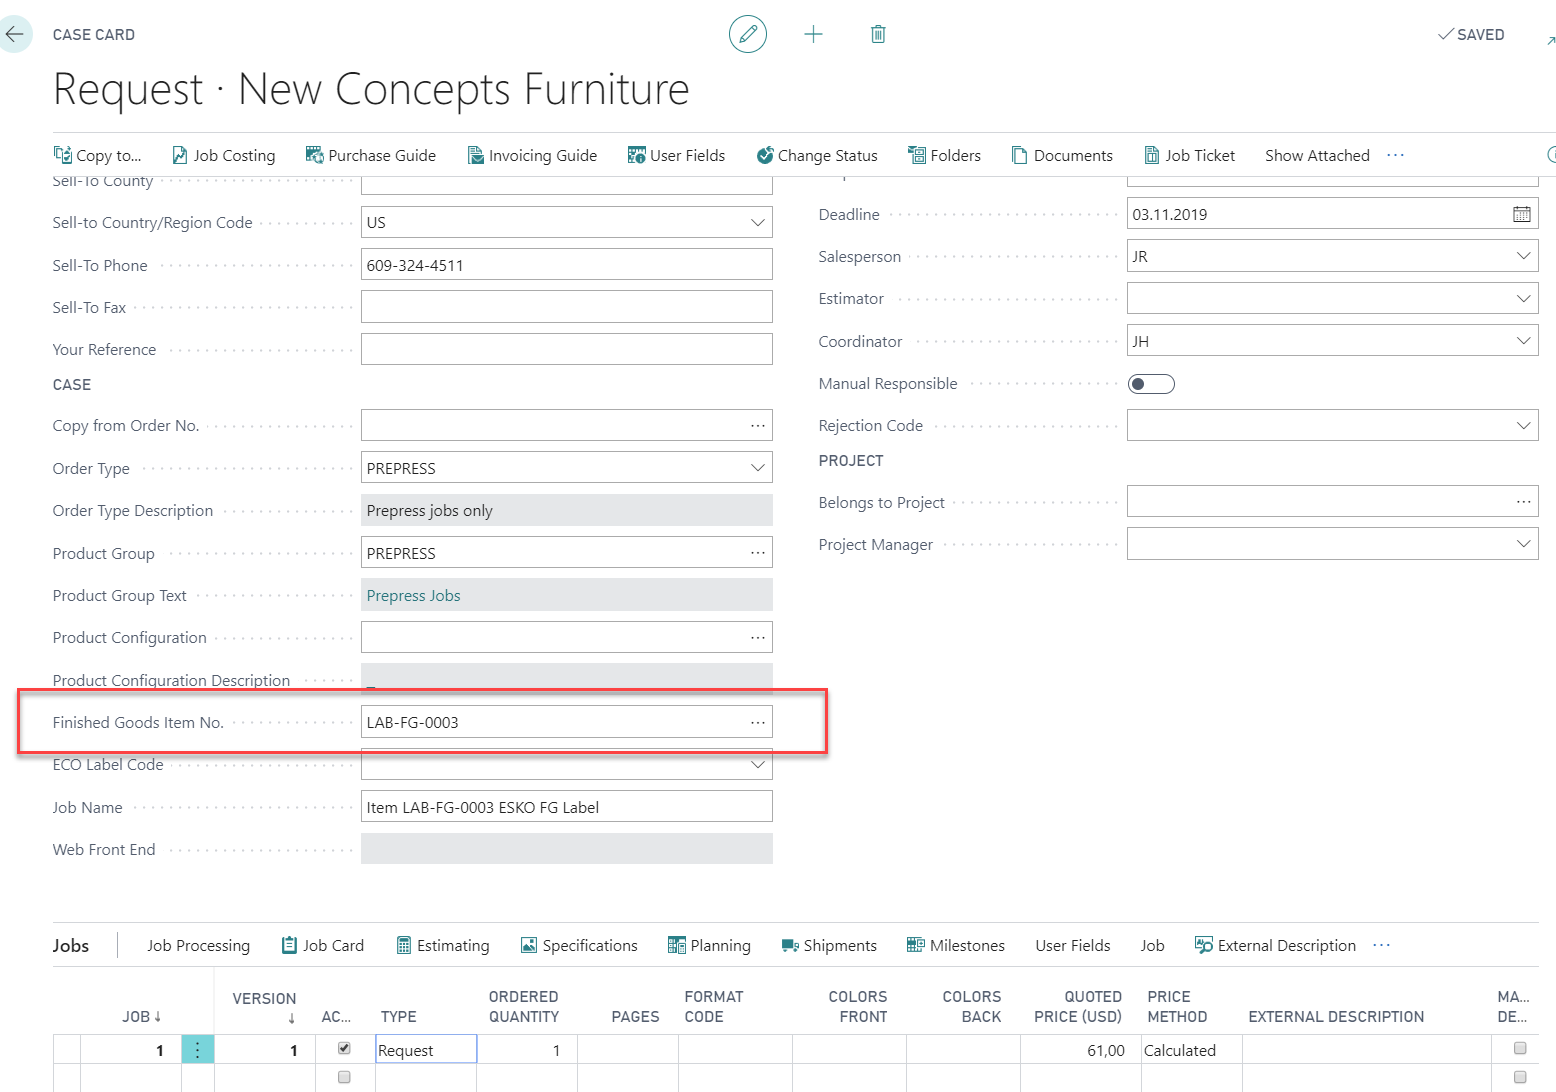 CASE CARD
SAVED
Request · New Concepts Furniture
Copy to... Job Costing Purchase Guide Invoicing Guide User Fields Change Status Folders Documents Job Ticket Show Attached ···
Sell-To County
Sell-to Country/Region Code US
Sell-To Phone 609-324-4511
Sell-To Fax
Your Reference
CASE
Copy from Order No. ...
Order Type PREPRESS
Order Type Description Prepress jobs only
Product Group PREPRESS ...
Product Group Text Prepress Jobs
Product Configuration ...
Product Configuration Description _
Finished Goods Item No. LAB-FG-0003 ...
ECO Label Code
Job Name Item LAB-FG-0003 ESKO FG Label
Web Front End
Deadline 03.11.2019
Salesperson JR
Estimator
Coordinator JH
Manual Responsible
Rejection Code
PROJECT
Belongs to Project ...
Project Manager
Jobs Job Processing Job Card Estimating Specifications Planning Shipments Milestones User Fields Job External Description ···
JOB ↓ VERSION ↓ AC... TYPE ORDERED QUANTITY PAGES FORMAT CODE COLORS FRONT COLORS BACK QUOTED PRICE (USD) PRICE METHOD EXTERNAL DESCRIPTION MA... DE...
1 1 Request 1 61,00 Calculated